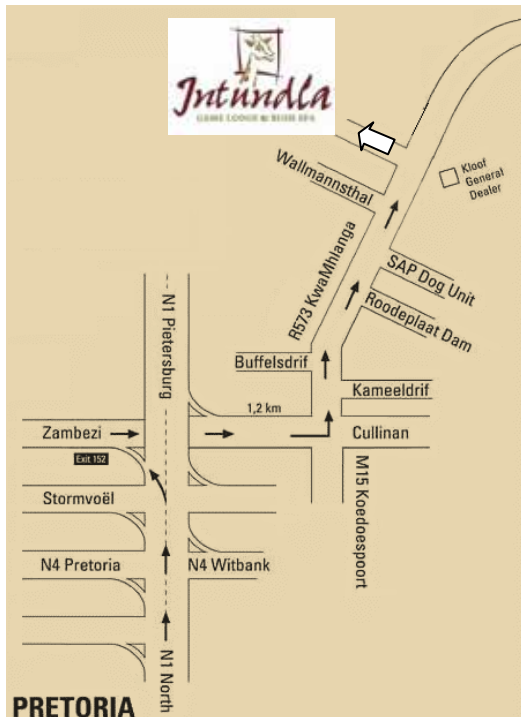 Intundla
GAME LODGE & BUSH SPA
Wallmannsthal
Kloof
General
Dealer
R573 KwaMhlanga
SAP Dog Unit
Roodeplaat Dam
N1 Pietersburg
Buffelsdrif
Kameeldrif
1,2 km
Zambezi
Cullinan
Exit 152
Stormvoël
M15 Koedoespoort
N4 Pretoria
N4 Witbank
N1 North
PRETORIA